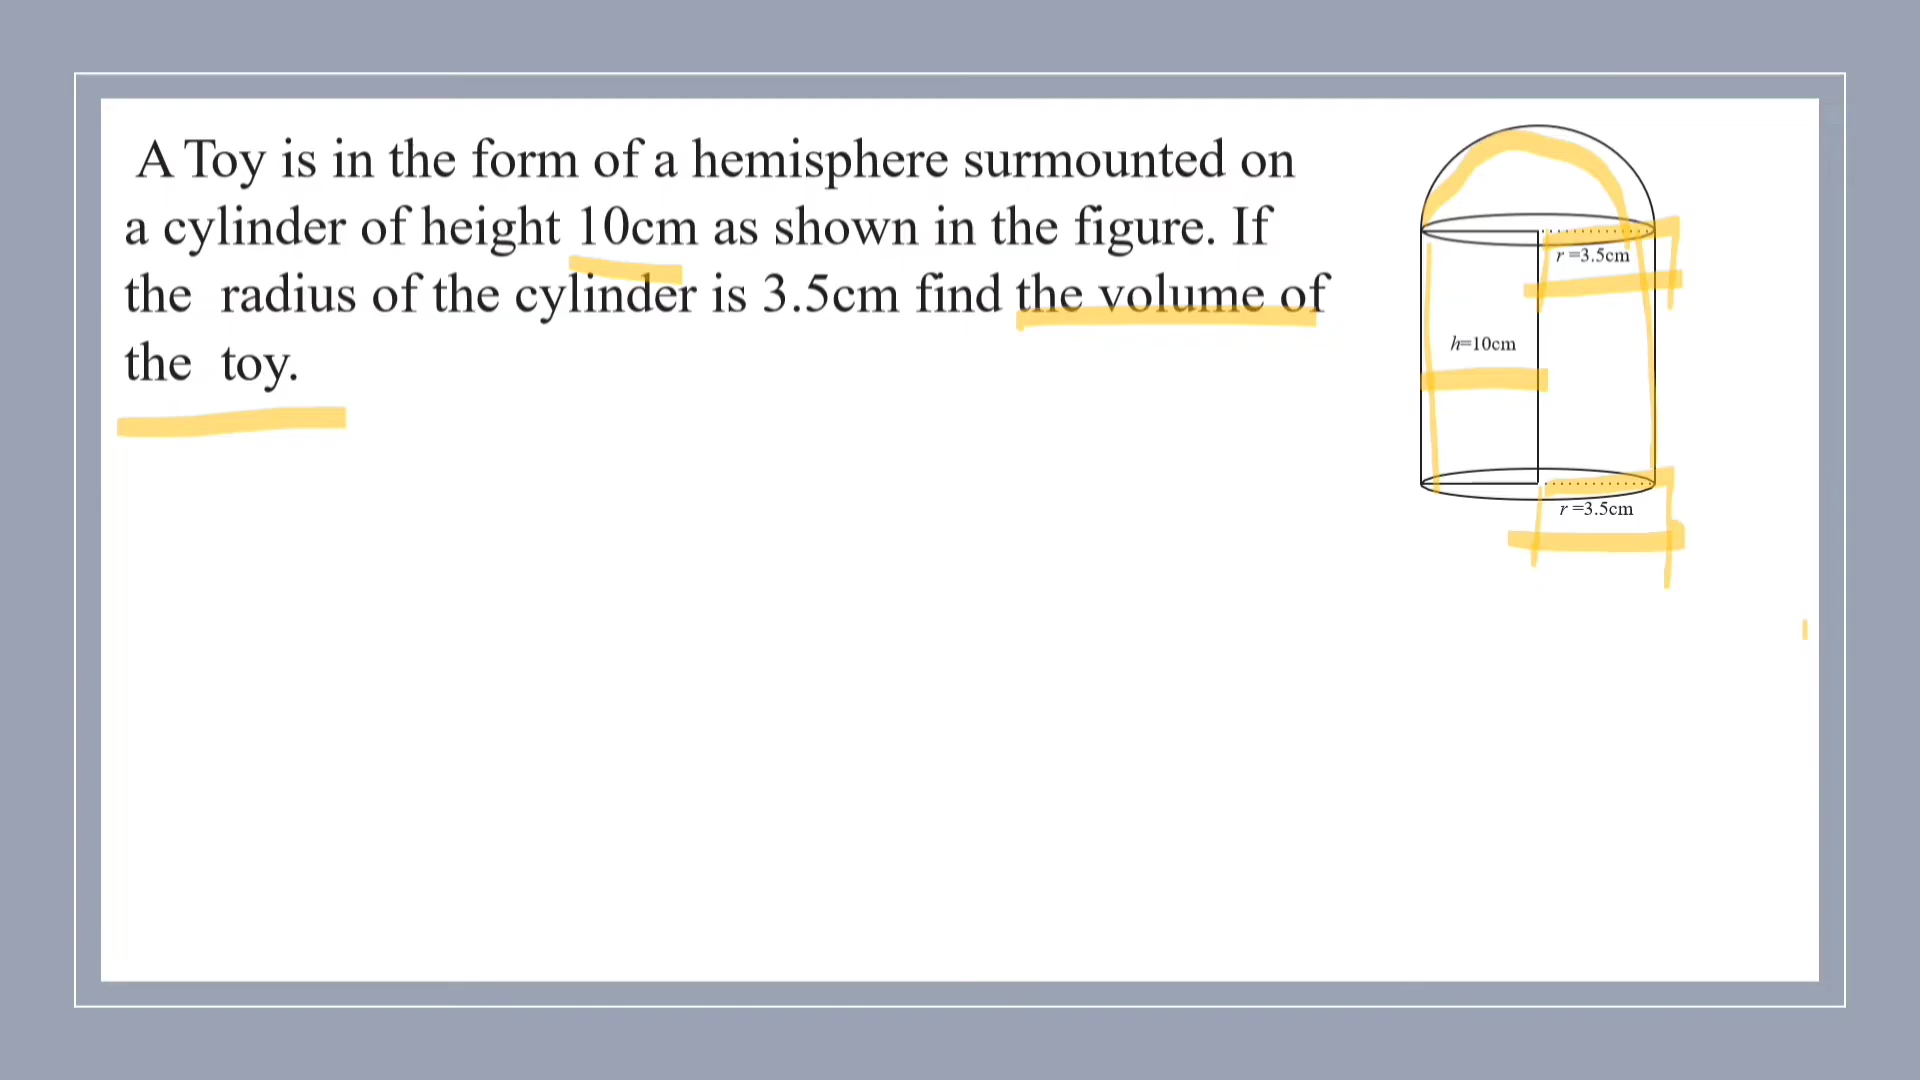 A Toy is in the form of a hemisphere surmounted on
a cylinder of height 10cm as shown in the figure. If
the radius of the cylinder is 3.5cm find the volume of
the toy.
r =3.5cm
h=10cm
r =3.5cm